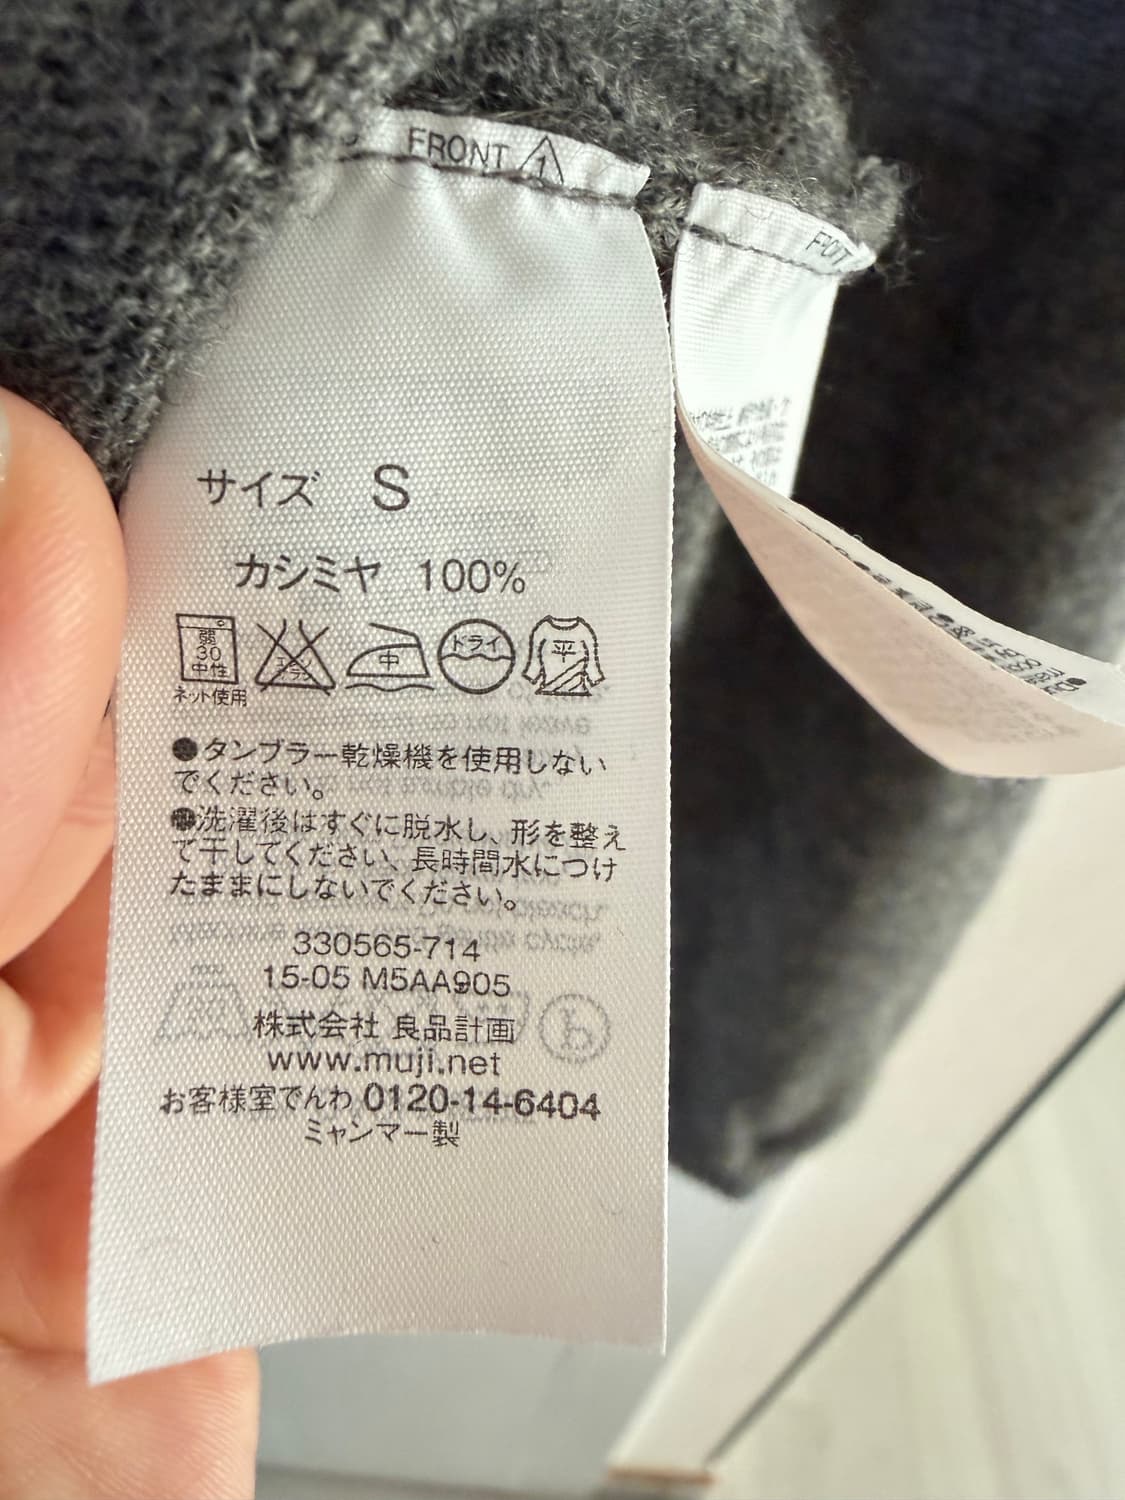 FRONT 1
FRONT
サイズ S
カシミヤ 100%
弱
30
中性
ネット使用
エンソ
中
ドライ
平
●タンブラー乾燥機を使用しない
でください。
●洗濯後はすぐに脱水し、形を整え
て干してください、長時間水につけ
たままにしないでください。
330565-714
15-05 M5AA905
株式会社 良品計画
www.muji.net
お客様室でんわ 0120-14-6404
ミャンマー製